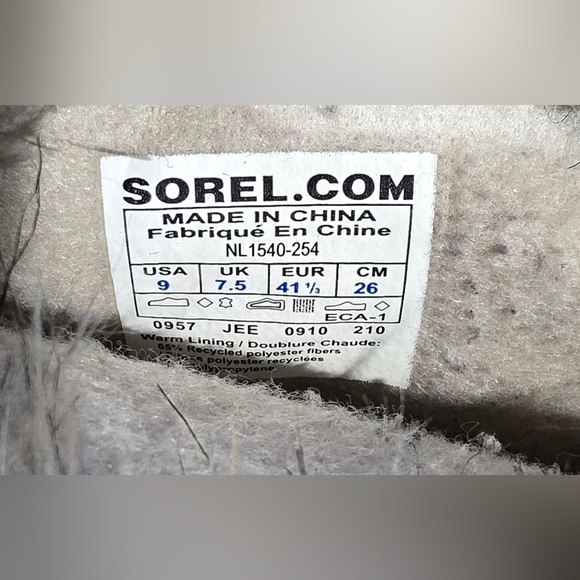 SOREL.COM
MADE IN CHINA
Fabriqué En Chine
NL1540-254
USA UK EUR CM
9 7.5 41 1/3 26
ECA-1
0957 JEE 0910 210
Warm Lining / Doublure Chaude:
65% Recycled polyester fibers
polyester recyclées